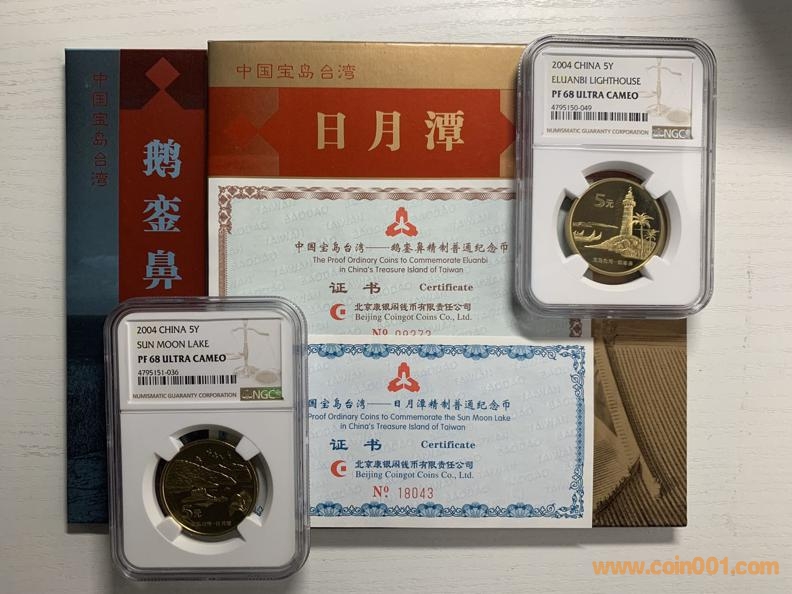 中国宝岛台湾
鹅銮鼻
中国宝岛台湾
日月潭
中国宝岛台湾——鹅銮鼻精制普通纪念币
The Proof Ordinary Coins to Commemorate Eluanbi
in China's Treasure Island of Taiwan
证书 Certificate
北京康银阁钱币有限责任公司
Beijing Coingot Coins Co., Ltd.
No
国宝岛台湾——日月潭精制普通纪念币
Proof Ordinary Coins to Commemorate the Sun Moon Lake
in China's Treasure Island of Taiwan
证书 Certificate
北京康银阁钱币有限责任公司
Beijing Coingot Coins Co., Ltd.
No 18043
2004 CHINA 5Y
ELUANBI LIGHTHOUSE
PF 68 ULTRA CAMEO
4795150-049
NUMISMATIC GUARANTY CORPORATION NGC
5元
2004 CHINA 5Y
SUN MOON LAKE
PF 68 ULTRA CAMEO
4795151-036
NUMISMATIC GUARANTY CORPORATION NGC
5元
www.coin001.com